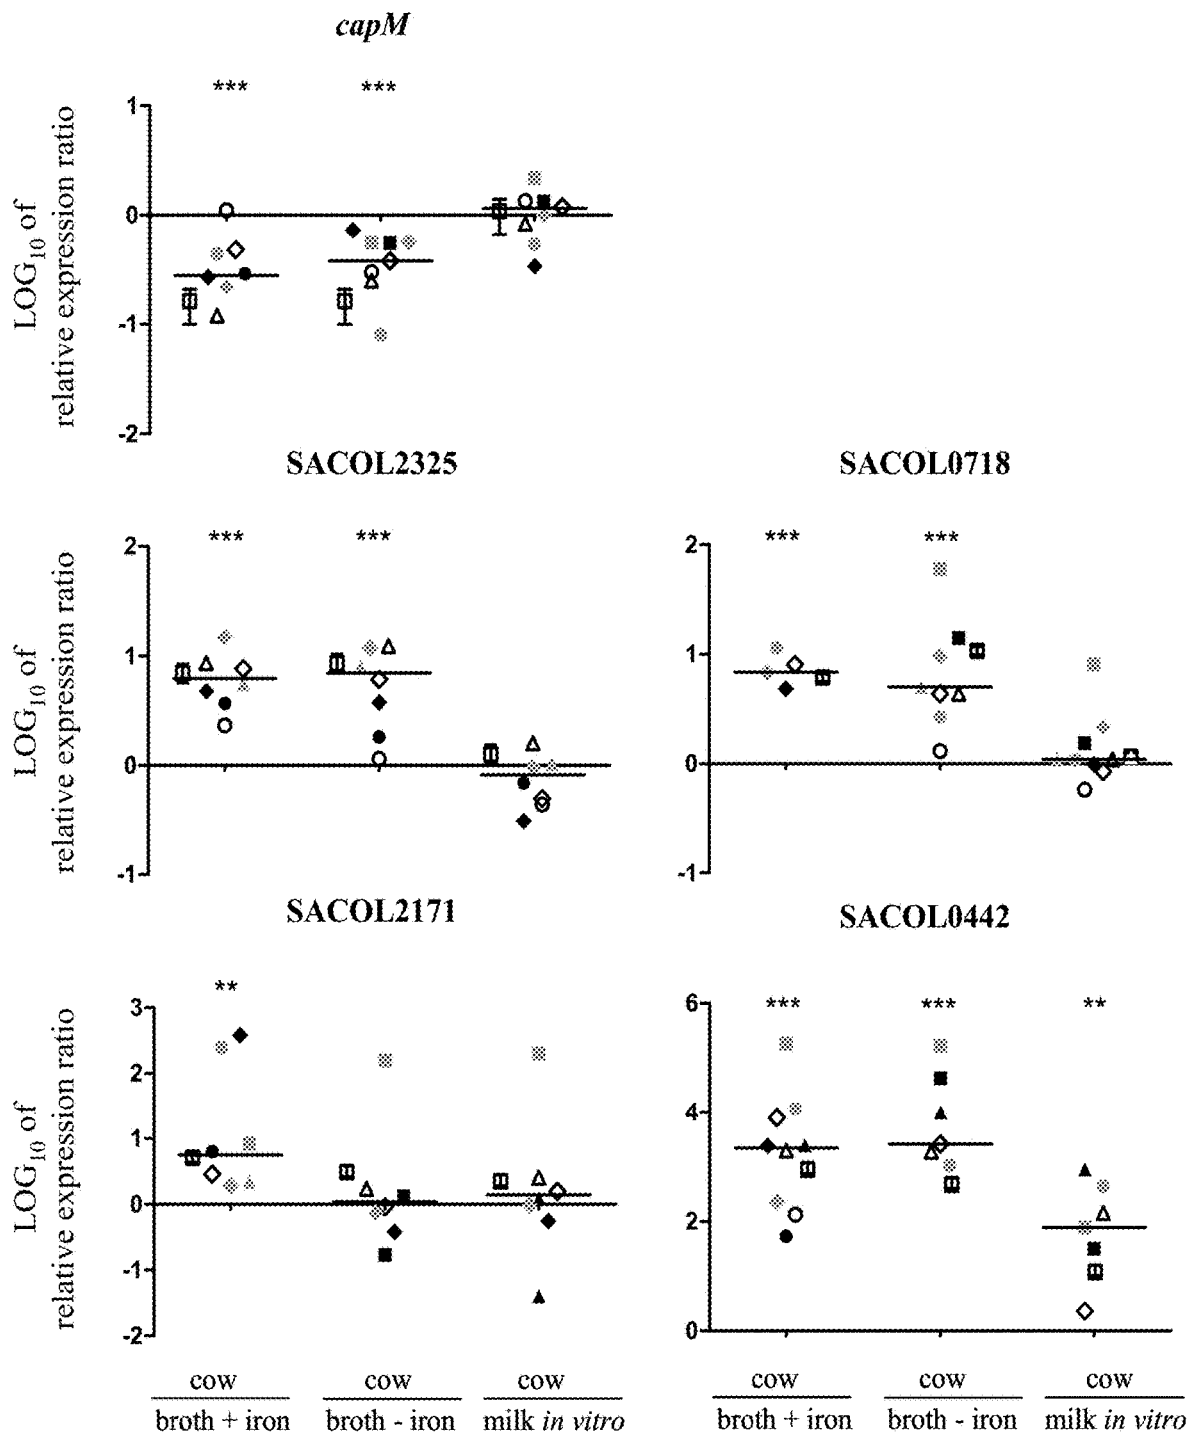 capM
*** ***
LOG10 of
relative expression ratio
1
0
-1
-2
SACOL2325 SACOL0718
*** ***
LOG10 of
relative expression ratio
2
1
0
-1
*** ***
2
1
0
-1
SACOL2171 SACOL0442
**
LOG10 of
relative expression ratio
3
2
1
0
-1
-2
*** *** **
6
4
2
0
cow cow cow cow cow cow
broth + iron broth - iron milk in vitro broth + iron broth - iron milk in vitro